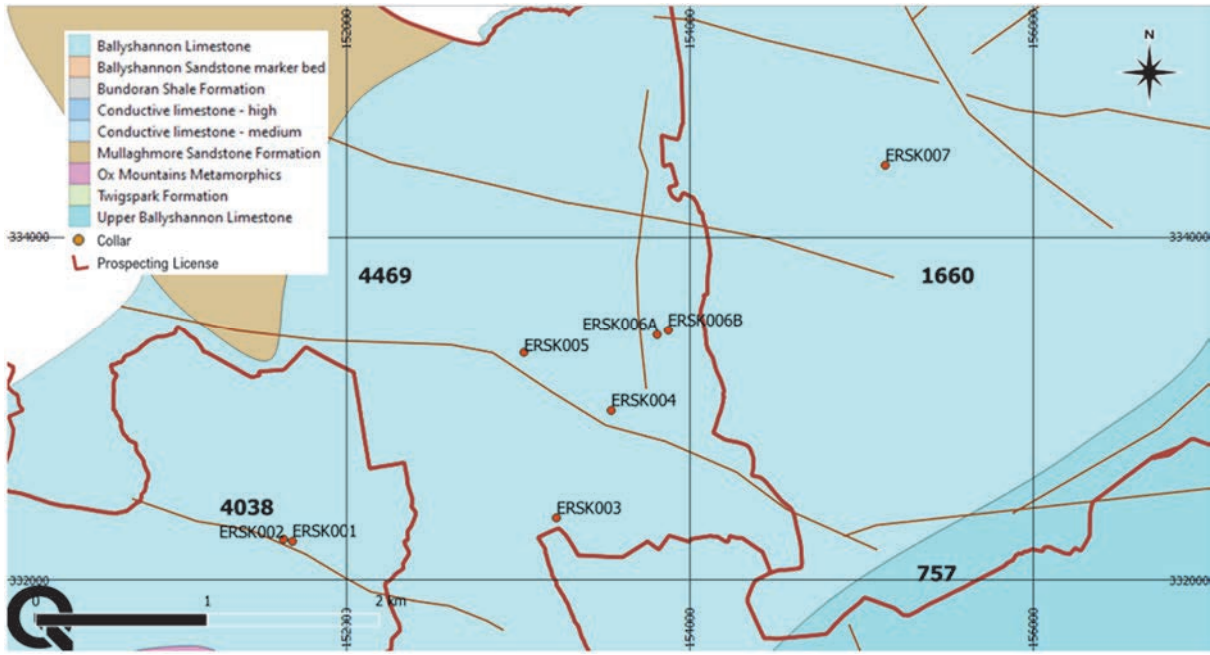 Ballyshannon Limestone
Ballyshannon Sandstone marker bed
Bundoran Shale Formation
Conductive limestone - high
Conductive limestone - medium
Mullaghmore Sandstone Formation
Ox Mountains Metamorphics
Twigspark Formation
Upper Ballyshannon Limestone
Collar
Prospecting License
152000
154000
156000
N
ERSK007
334000
334000
4469
1660
ERSK006A
ERSK006B
ERSK005
ERSK004
4038
ERSK003
ERSK002
ERSK001
757
332000
332000
0
1
2 km
152000
154000
156000